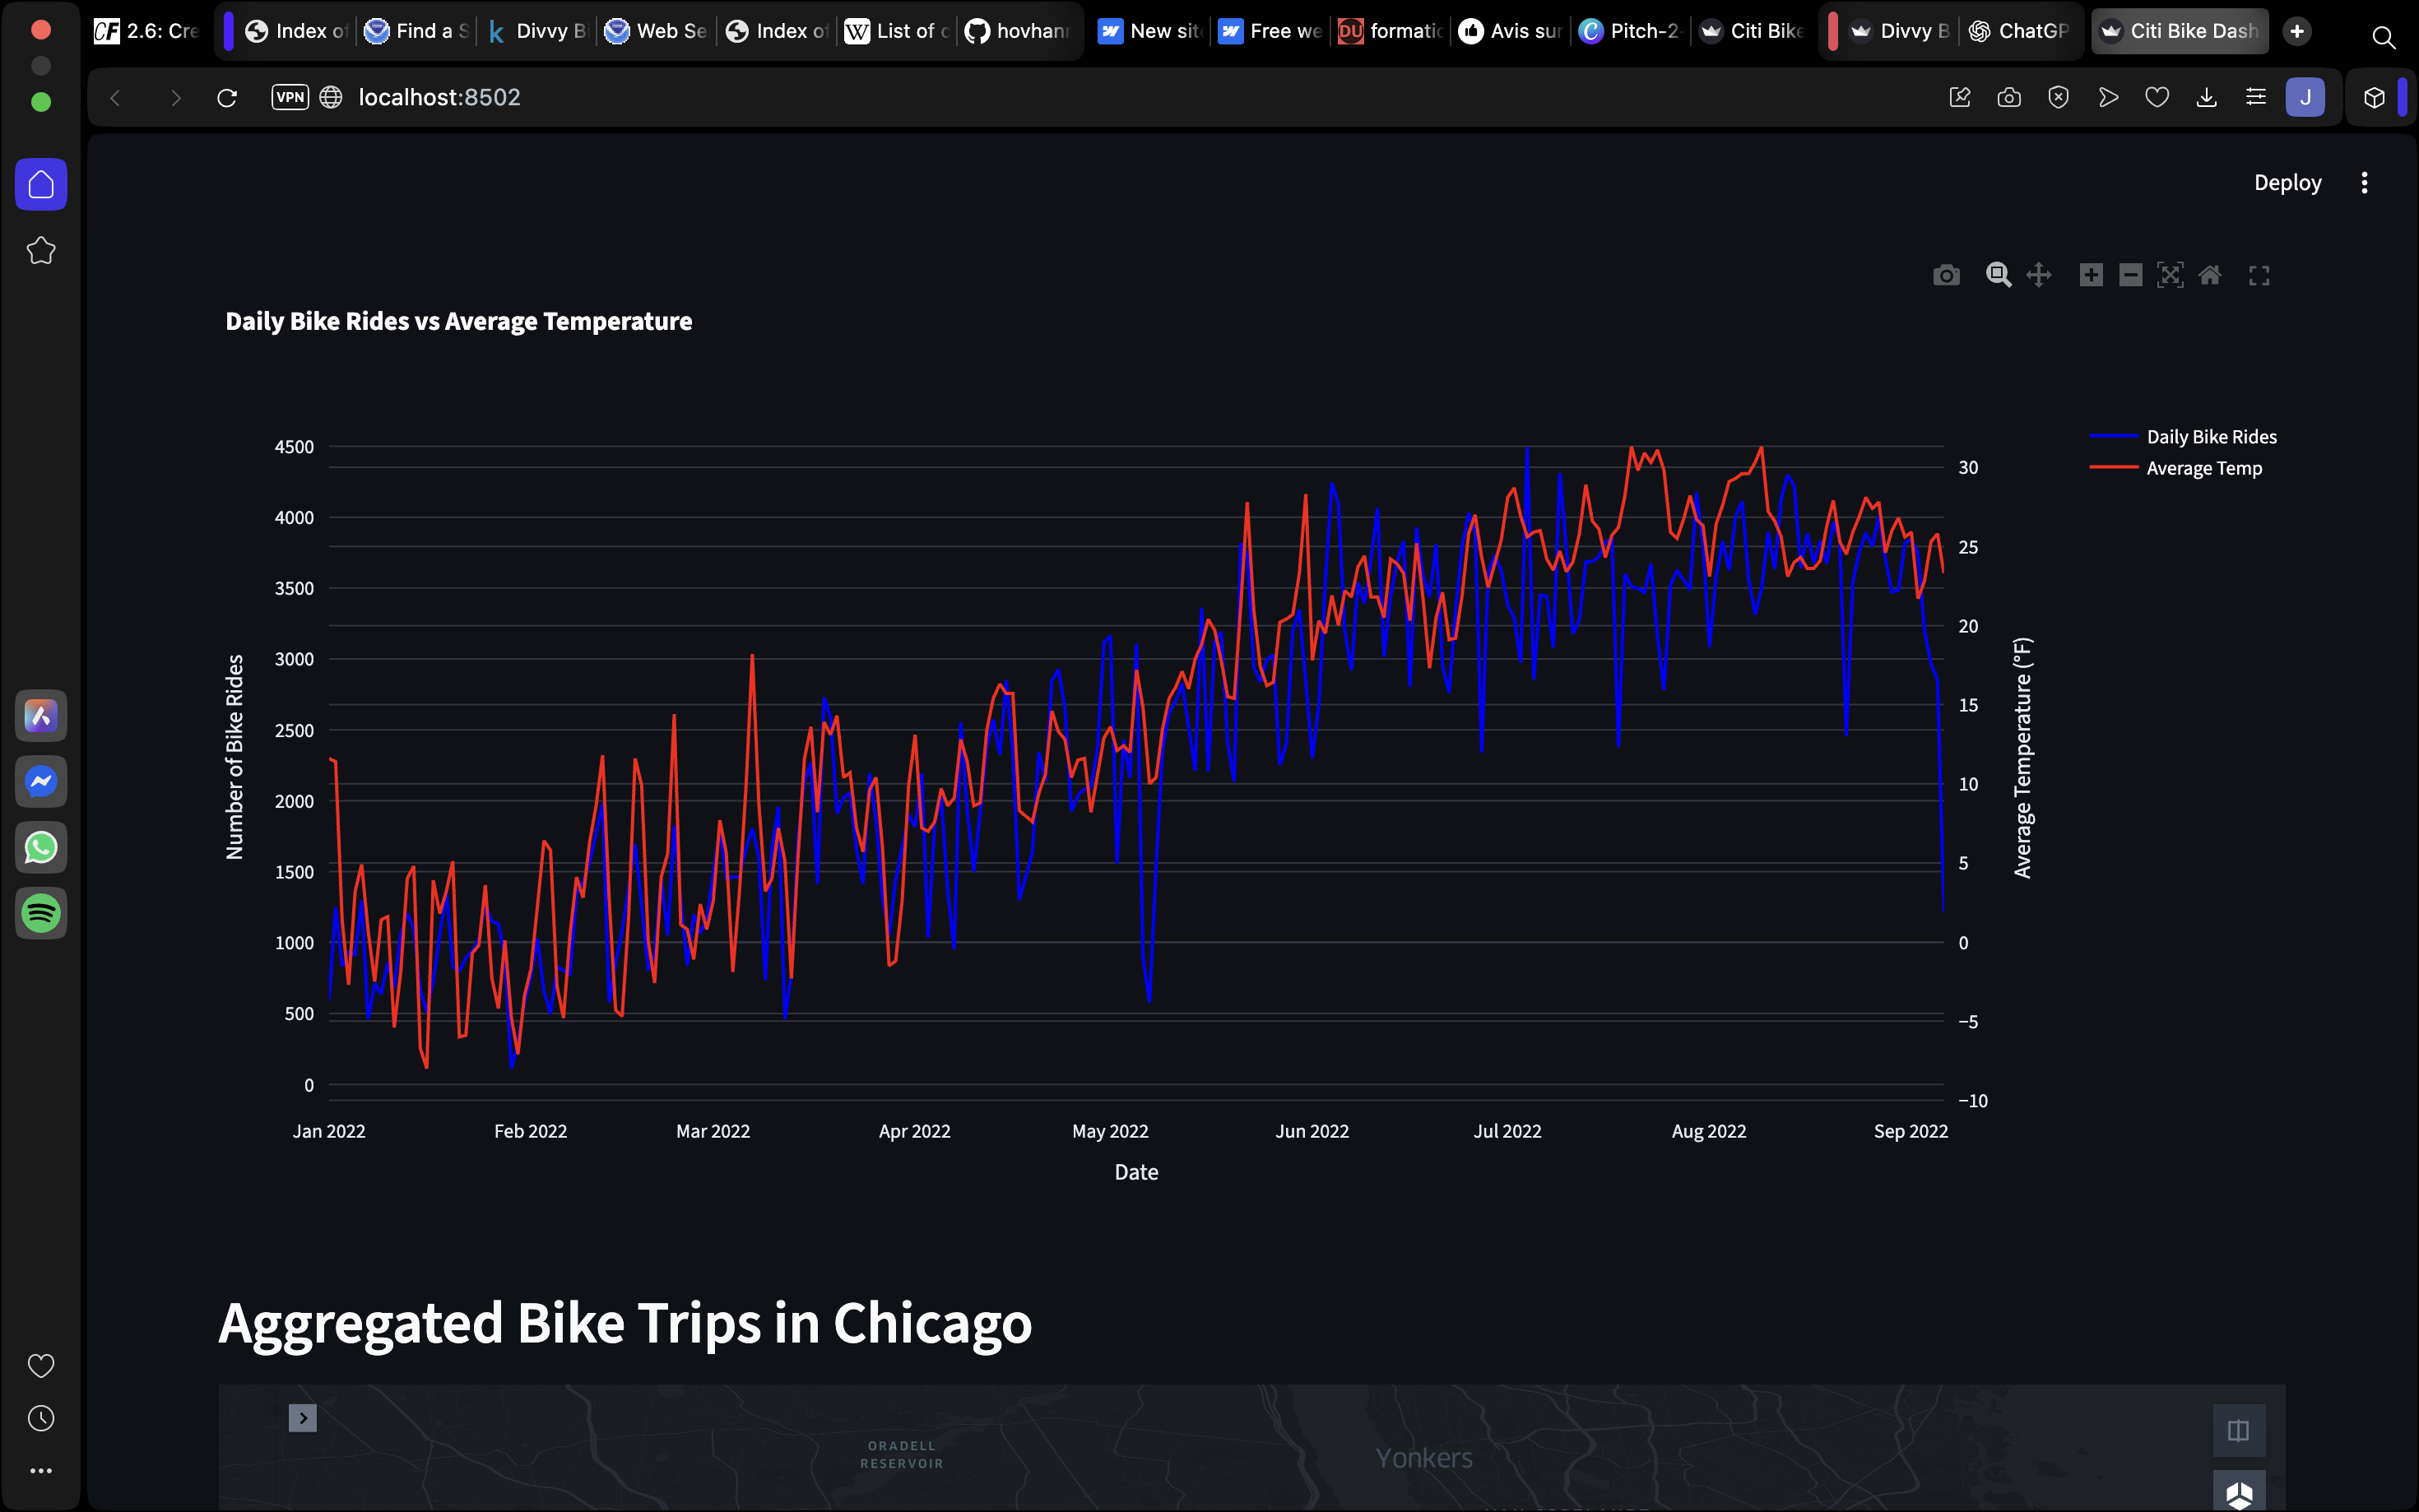 2.6: Cre
Index of
Find a S
Divvy B
Web Se
Index of
List of c
hovhann
New sit
Free we
formatic
Avis sur
Pitch-2-
Citi Bike
Divvy B
ChatGP
Citi Bike Dash
VPN
localhost:8502
J
Deploy
Daily Bike Rides vs Average Temperature
Daily Bike Rides
Average Temp
4500
4000
3500
3000
2500
2000
1500
1000
500
0
Number of Bike Rides
30
25
20
15
10
5
0
−5
−10
Average Temperature (°F)
Jan 2022
Feb 2022
Mar 2022
Apr 2022
May 2022
Jun 2022
Jul 2022
Aug 2022
Sep 2022
Date
Aggregated Bike Trips in Chicago
ORADELL
RESERVOIR
Yonkers